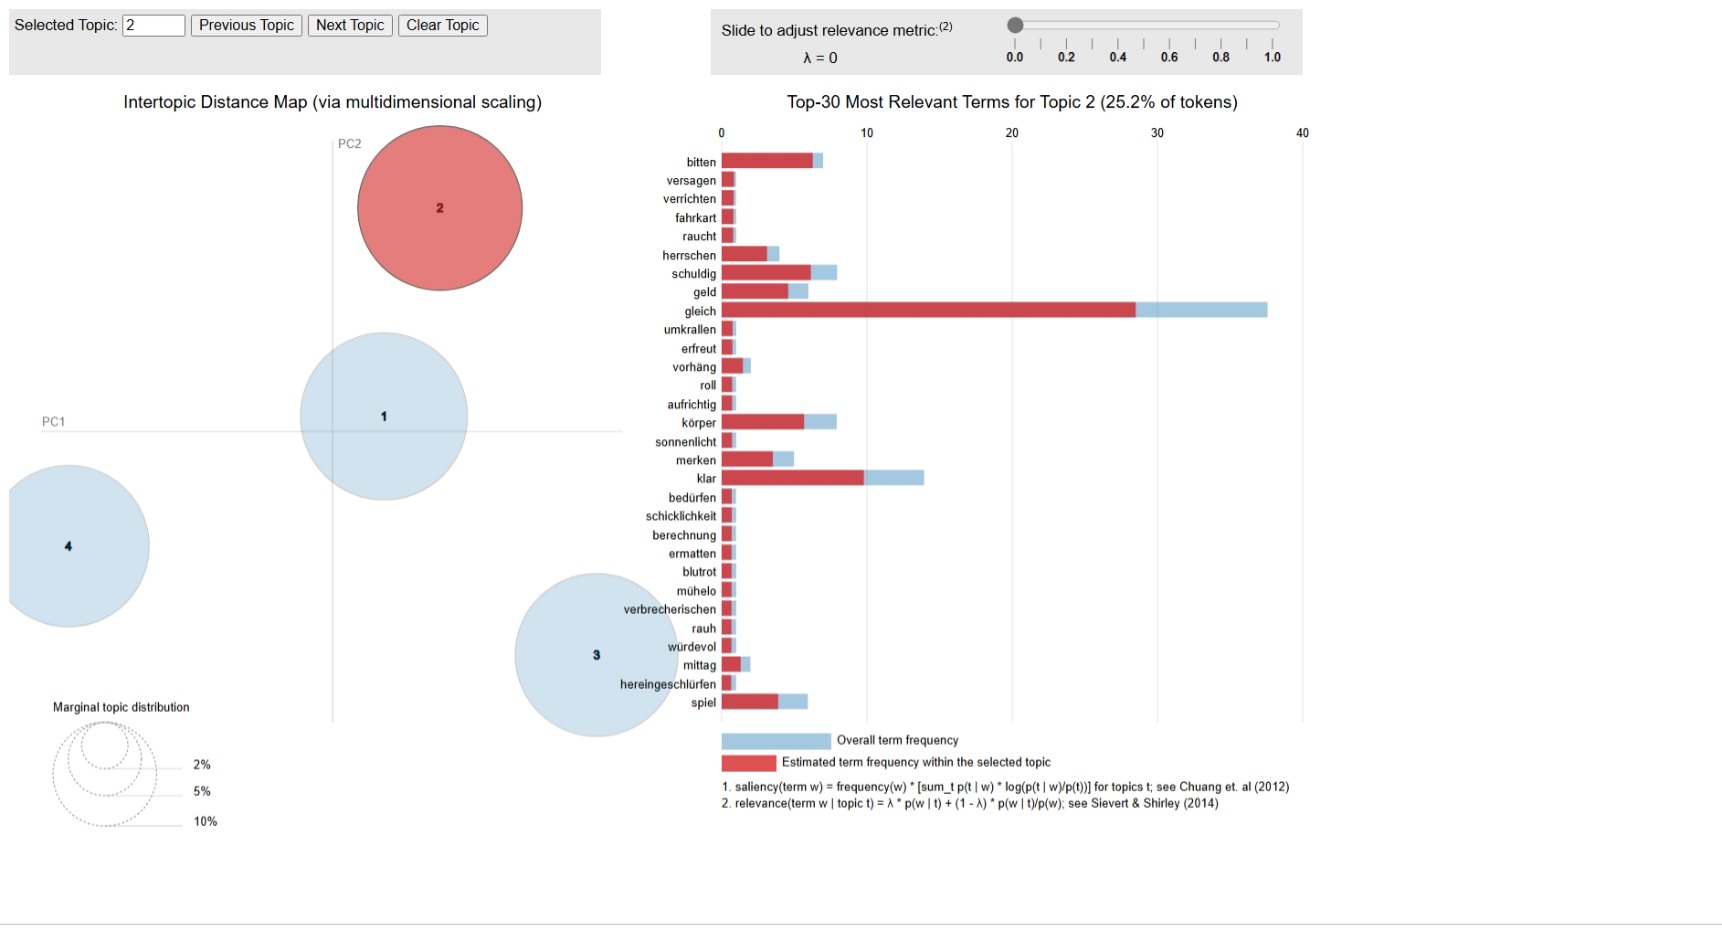 Selected Topic: 2 Previous Topic Next Topic Clear Topic
Slide to adjust relevance metric:(2)
λ = 0
0.0 0.2 0.4 0.6 0.8 1.0
Intertopic Distance Map (via multidimensional scaling)
PC2
PC1
2
1
4
3
Marginal topic distribution
2%
5%
10%
Top-30 Most Relevant Terms for Topic 2 (25.2% of tokens)
0 10 20 30 40
bitten
versagen
verrichten
fahrkart
raucht
herrschen
schuldig
geld
gleich
umkrallen
erfreut
vorhäng
roll
aufrichtig
körper
sonnenlicht
merken
klar
bedürfen
schicklichkeit
berechnung
ermatten
blutrot
mühelo
verbrecherischen
rauh
würdevol
mittag
hereingeschlürfen
spiel
Overall term frequency
Estimated term frequency within the selected topic
1. saliency(term w) = frequency(w) * [sum_t p(t | w) * log(p(t | w)/p(t))] for topics t; see Chuang et. al (2012)
2. relevance(term w | topic t) = λ * p(w | t) + (1 - λ) * p(w | t)/p(w); see Sievert & Shirley (2014)